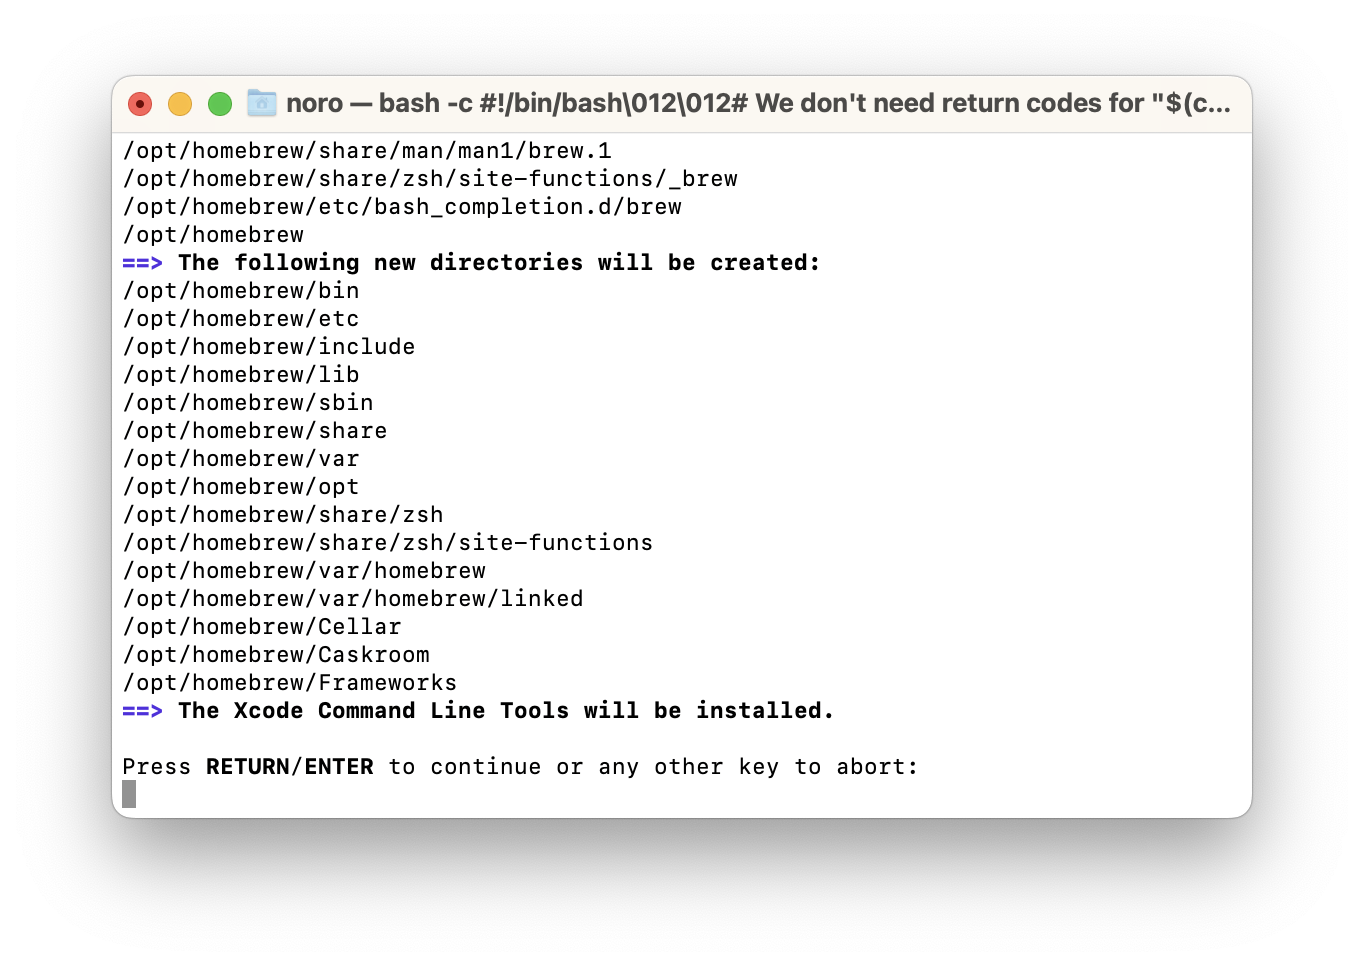 noro — bash -c #!/bin/bash\012\012# We don't need return codes for "$(c...
/opt/homebrew/share/man/man1/brew.1
/opt/homebrew/share/zsh/site-functions/_brew
/opt/homebrew/etc/bash_completion.d/brew
/opt/homebrew
==> The following new directories will be created:
/opt/homebrew/bin
/opt/homebrew/etc
/opt/homebrew/include
/opt/homebrew/lib
/opt/homebrew/sbin
/opt/homebrew/share
/opt/homebrew/var
/opt/homebrew/opt
/opt/homebrew/share/zsh
/opt/homebrew/share/zsh/site-functions
/opt/homebrew/var/homebrew
/opt/homebrew/var/homebrew/linked
/opt/homebrew/Cellar
/opt/homebrew/Caskroom
/opt/homebrew/Frameworks
==> The Xcode Command Line Tools will be installed.
Press RETURN/ENTER to continue or any other key to abort: